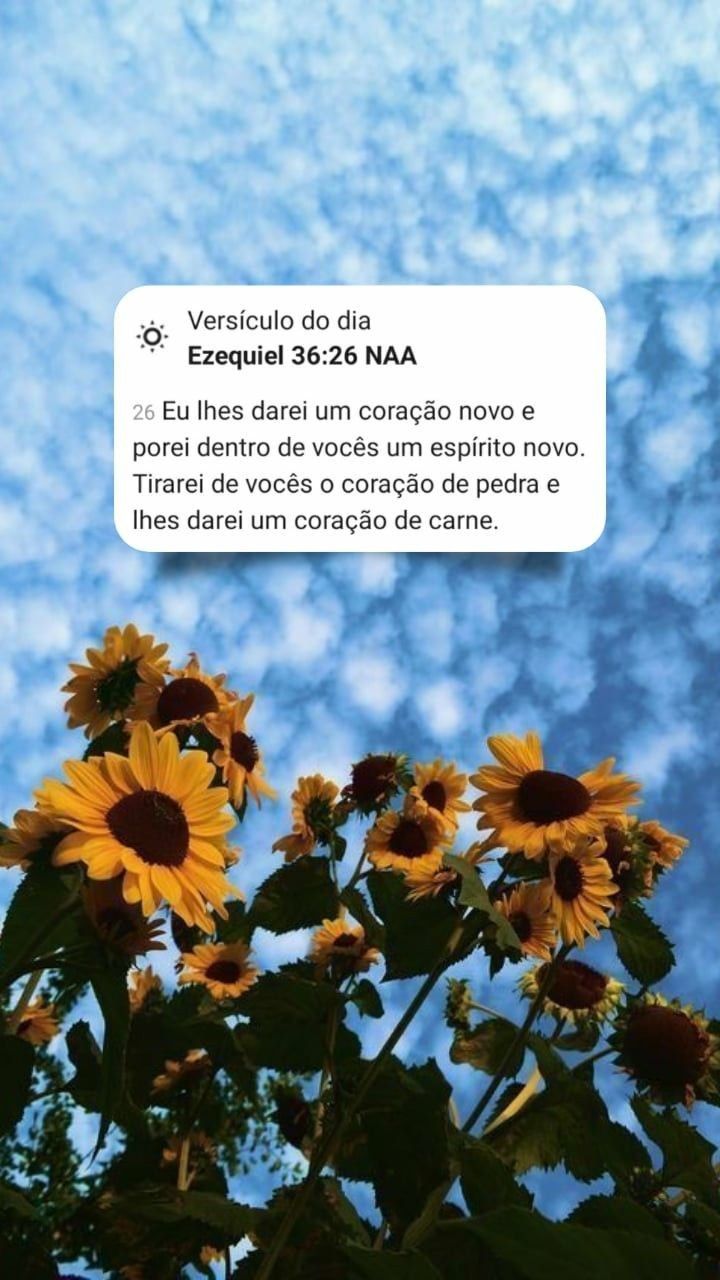 Versículo do dia
Ezequiel 36:26 NAA
26 Eu lhes darei um coração novo e
porei dentro de vocês um espírito novo.
Tirarei de vocês o coração de pedra e
lhes darei um coração de carne.